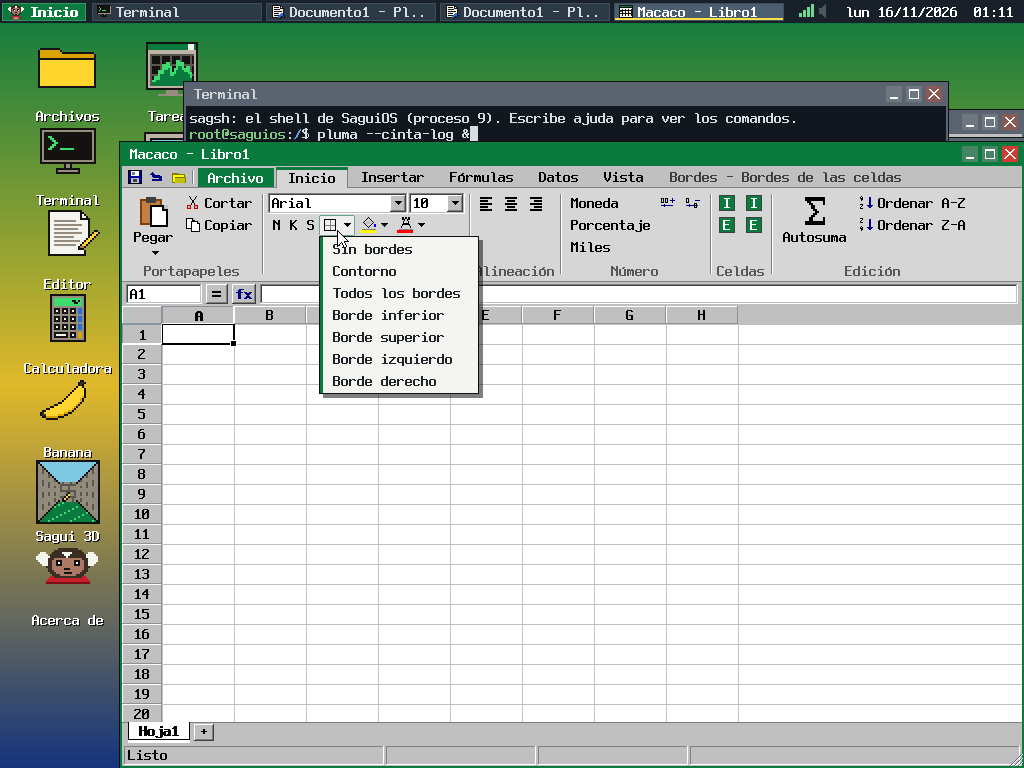 Inicio
Terminal
Documento1 - Pl..
Documento1 - Pl..
Macaco - Libro1
lun 16/11/2026 01:11
Archivos
Tarea
Terminal
Editor
Calculadora
Banana
Sagui 3D
Acerca de
Terminal
sagsh: el shell de SaguiOS (proceso 9). Escribe ayuda para ver los comandos.
root@saguios:/$ pluma --cinta-log &
Macaco - Libro1
Archivo Inicio Insertar Fórmulas Datos Vista Bordes - Bordes de las celdas
Pegar
Cortar
Copiar
Portapapeles
Arial 10
N K S
Sin bordes
Contorno
Todos los bordes
Borde inferior
Borde superior
Borde izquierdo
Borde derecho
alineación
Moneda
Porcentaje
Miles
Número
I I
E E
Celdas
Σ
Autosuma
Ordenar A-Z
Ordenar Z-A
Edición
A1 = fx
A B E F G H
1
2
3
4
5
6
7
8
9
10
11
12
13
14
15
16
17
18
19
20
Hoja1 +
Listo